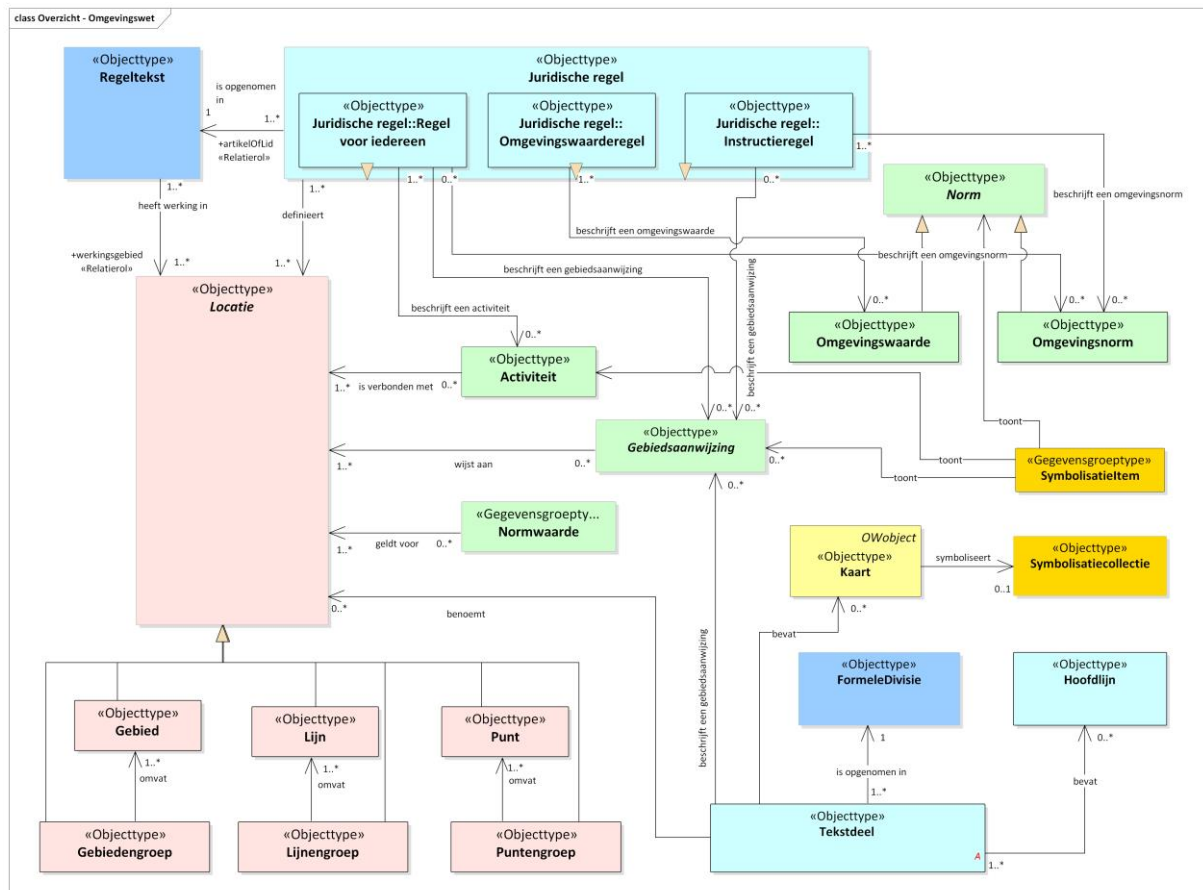 class Overzicht - Omgevingswet
«Objecttype»
Regeltekst
is opgenomen
in
1
1..*
+artikelOfLid
«Relatierol»
«Objecttype»
Juridische regel
«Objecttype»
Juridische regel::Regel
voor iedereen
«Objecttype»
Juridische regel::
Omgevingswaarderegel
«Objecttype»
Juridische regel::
Instructieregel
1..*
1..*
1..*
1..*
0..*
1..*
0..*
heeft werking in
definieert
+werkingsgebied
«Relatierol»
1..*
1..*
«Objecttype»
Norm
beschrijft een omgevingsnorm
beschrijft een omgevingswaarde
beschrijft een omgevingsnorm
beschrijft een gebiedsaanwijzing
beschrijft een gebiedsaanwijzing
beschrijft een activiteit
0..*
0..*
0..*
0..*
«Objecttype»
Omgevingswaarde
«Objecttype»
Omgevingsnorm
«Objecttype»
Locatie
«Objecttype»
Activiteit
1..*
is verbonden met
0..*
0..*
0..*
«Objecttype»
Gebiedsaanwijzing
1..*
wijst aan
0..*
0..*
toont
toont
toont
0..*
«Gegevensgroeptype»
SymbolisatieItem
«Gegevensgroepty...
Normwaarde
1..*
geldt voor
0..*
OWobject
«Objecttype»
Kaart
symboliseert
0..1
«Objecttype»
Symbolisatiecollectie
0..*
benoemt
0..*
bevat
beschrijft een gebiedsaanwijzing
«Objecttype»
FormeleDivisie
«Objecttype»
Hoofdlijn
1
0..*
is opgenomen in
bevat
1..*
«Objecttype»
Gebied
«Objecttype»
Lijn
«Objecttype»
Punt
1..*
omvat
1..*
omvat
1..*
omvat
«Objecttype»
Gebiedengroep
«Objecttype»
Lijnengroep
«Objecttype»
Puntengroep
«Objecttype»
Tekstdeel
A
1..*